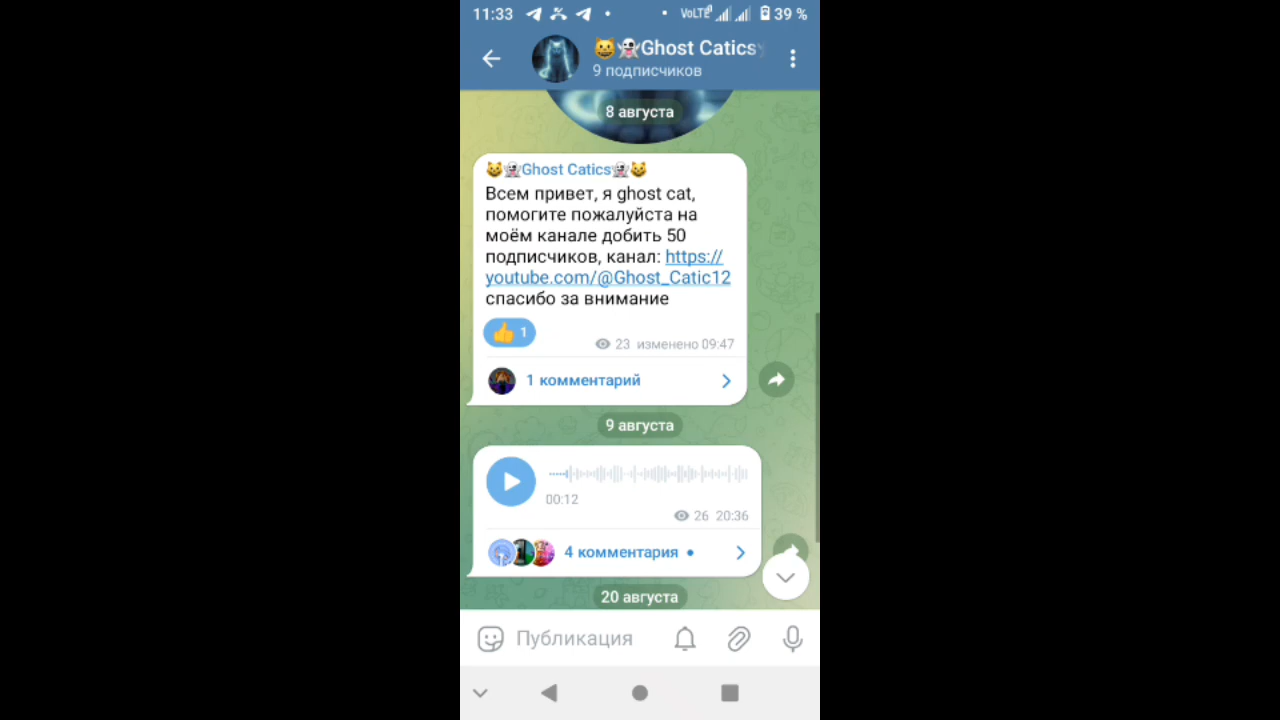 11:33 VoLTE 39 %
😺👻Ghost Catics
9 подписчиков
8 августа
😺👻Ghost Catics👻😺
Всем привет, я ghost cat,
помогите пожалуйста на
моём канале добить 50
подписчиков, канал: https://
youtube.com/@Ghost_Catic12
спасибо за внимание
👍 1
23 изменено 09:47
1 комментарий
9 августа
00:12
26 20:36
4 комментария
20 августа
Публикация